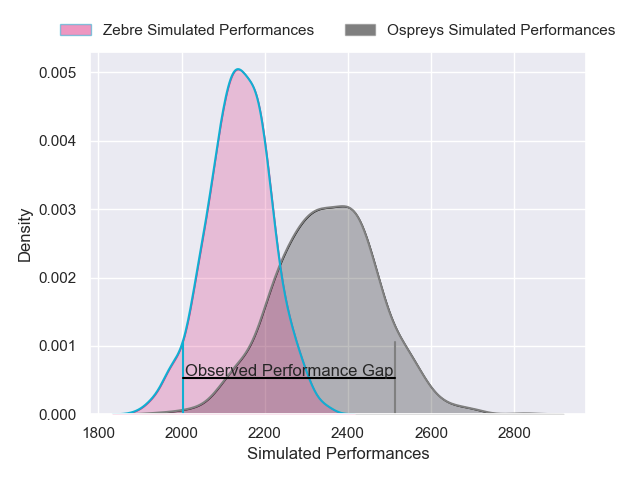 Zebre Simulated Performances Ospreys Simulated Performances
0.005
0.004
0.003
0.002
0.001
0.000
Density
Observed Performance Gap
1800 2000 2200 2400 2600 2800
Simulated Performances